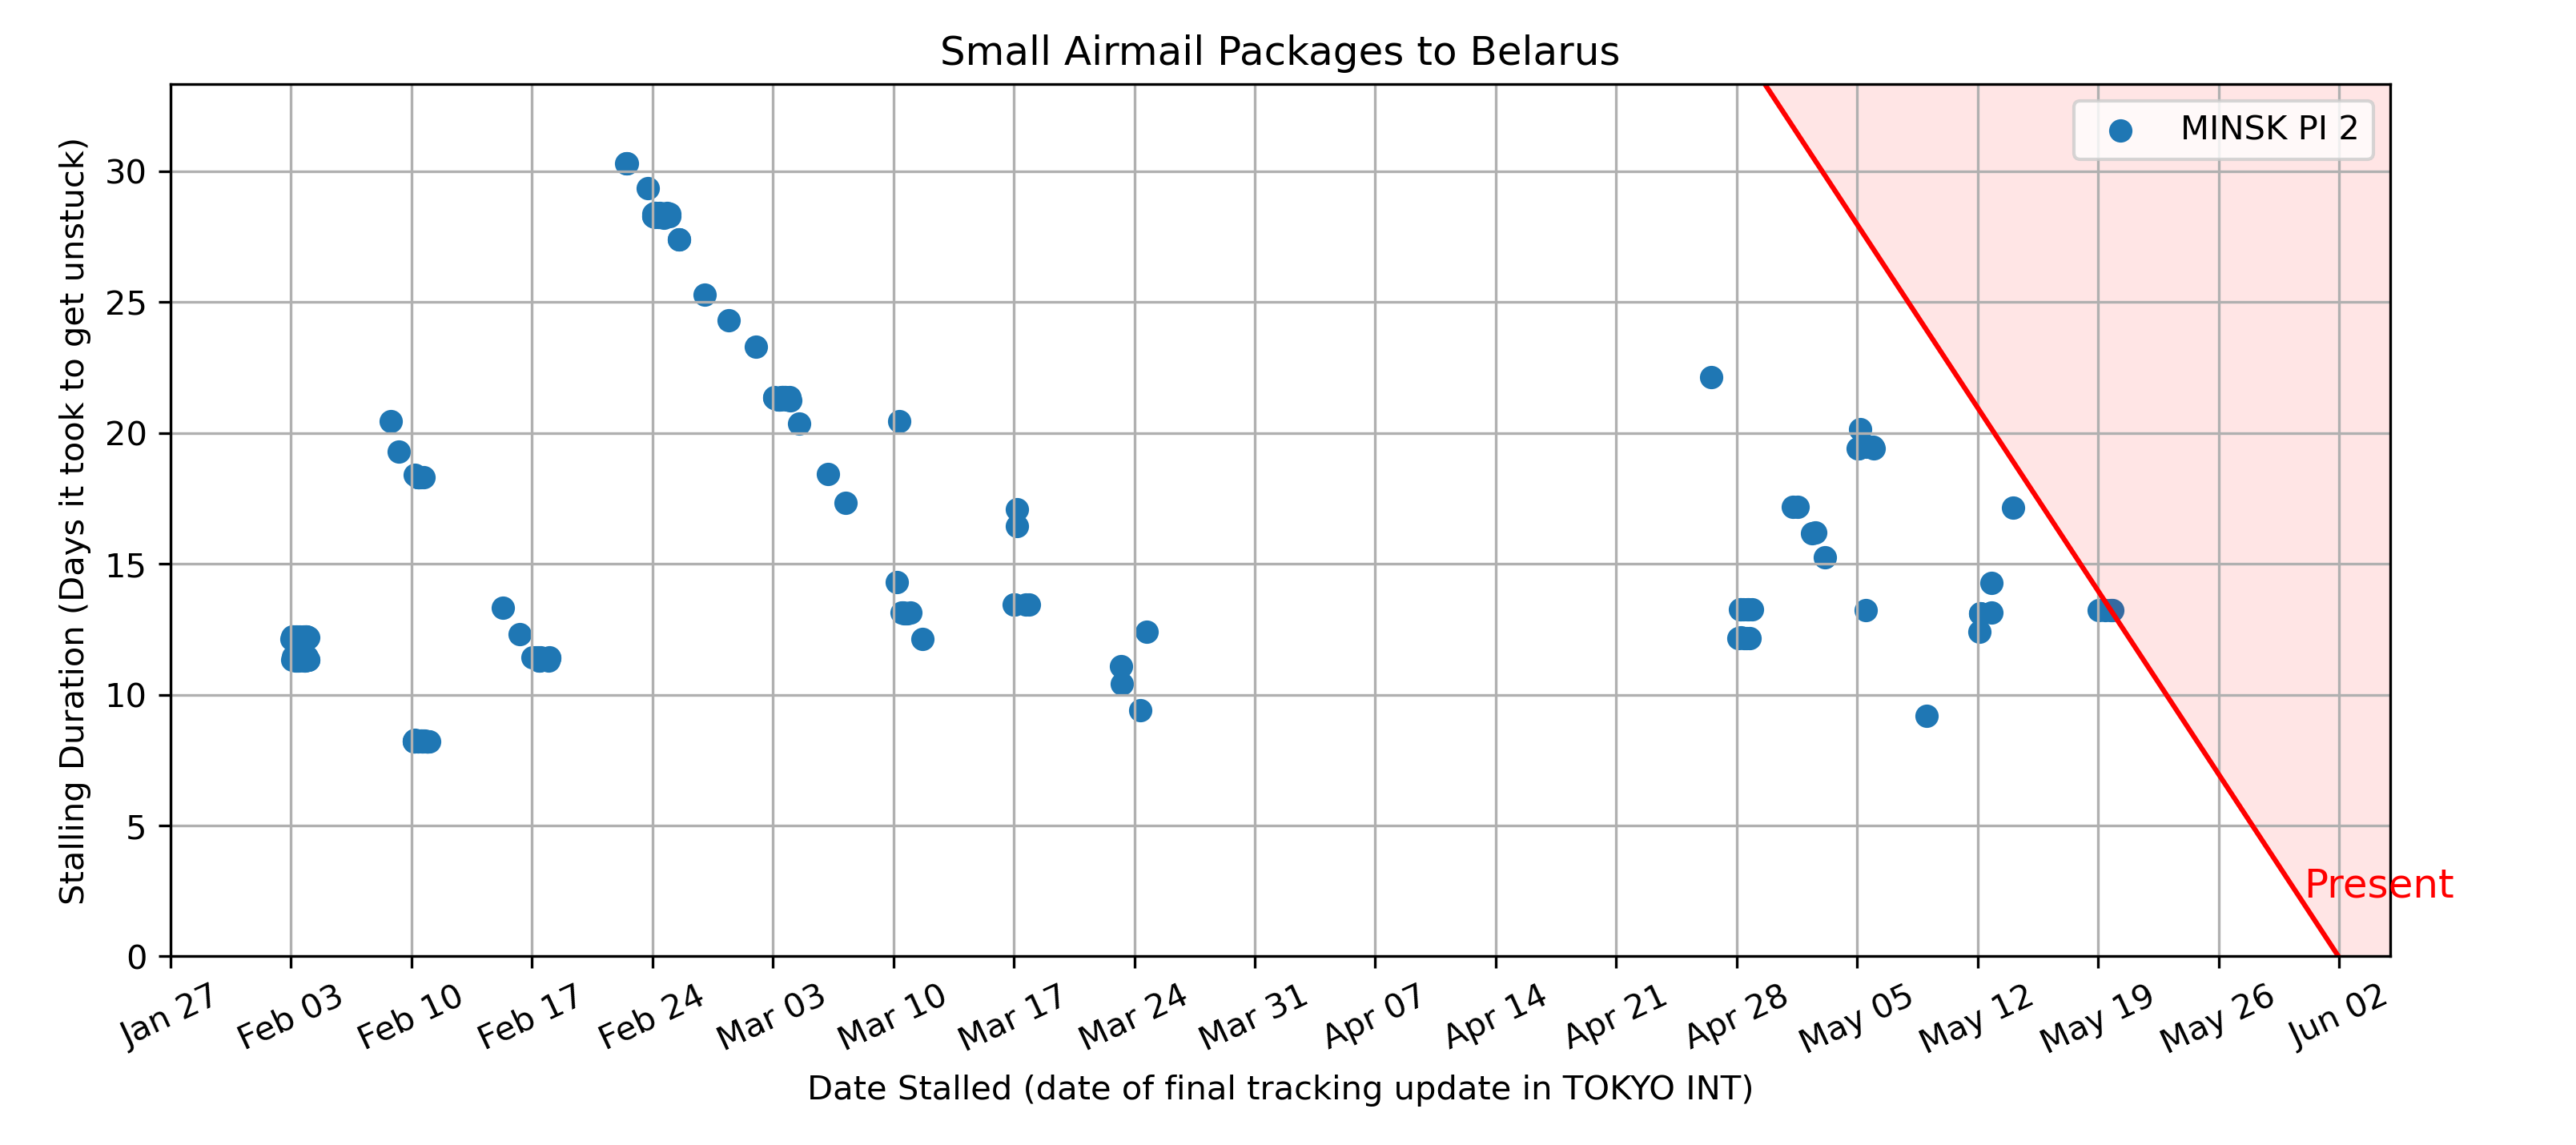 Small Airmail Packages to Belarus
MINSK PI 2
Stalling Duration (Days it took to get unstuck)
30
25
20
15
10
5
0
Present
Jan 27
Feb 03
Feb 10
Feb 17
Feb 24
Mar 03
Mar 10
Mar 17
Mar 24
Mar 31
Apr 07
Apr 14
Apr 21
Apr 28
May 05
May 12
May 19
May 26
Jun 02
Date Stalled (date of final tracking update in TOKYO INT)